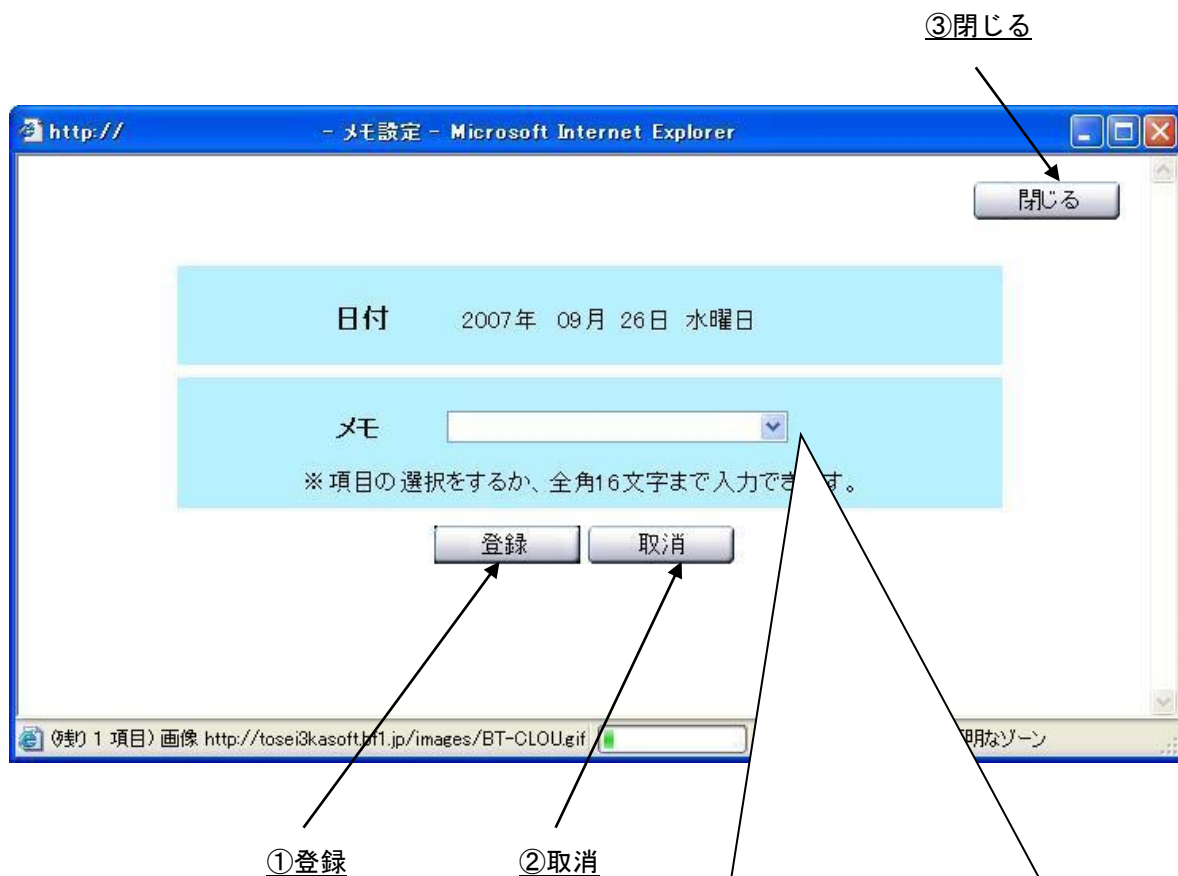 ③閉じる
http:// - メモ設定 - Microsoft Internet Explorer
閉じる
日付 2007年 09月 26日 水曜日
メモ
※項目の選択をするか、全角16文字まで入力できます。
登録 取消
(残り 1 項目) 画像 http://tosei3kasoft.bf1.jp/images/BT-CLOU.gif 明なゾーン
①登録 ②取消